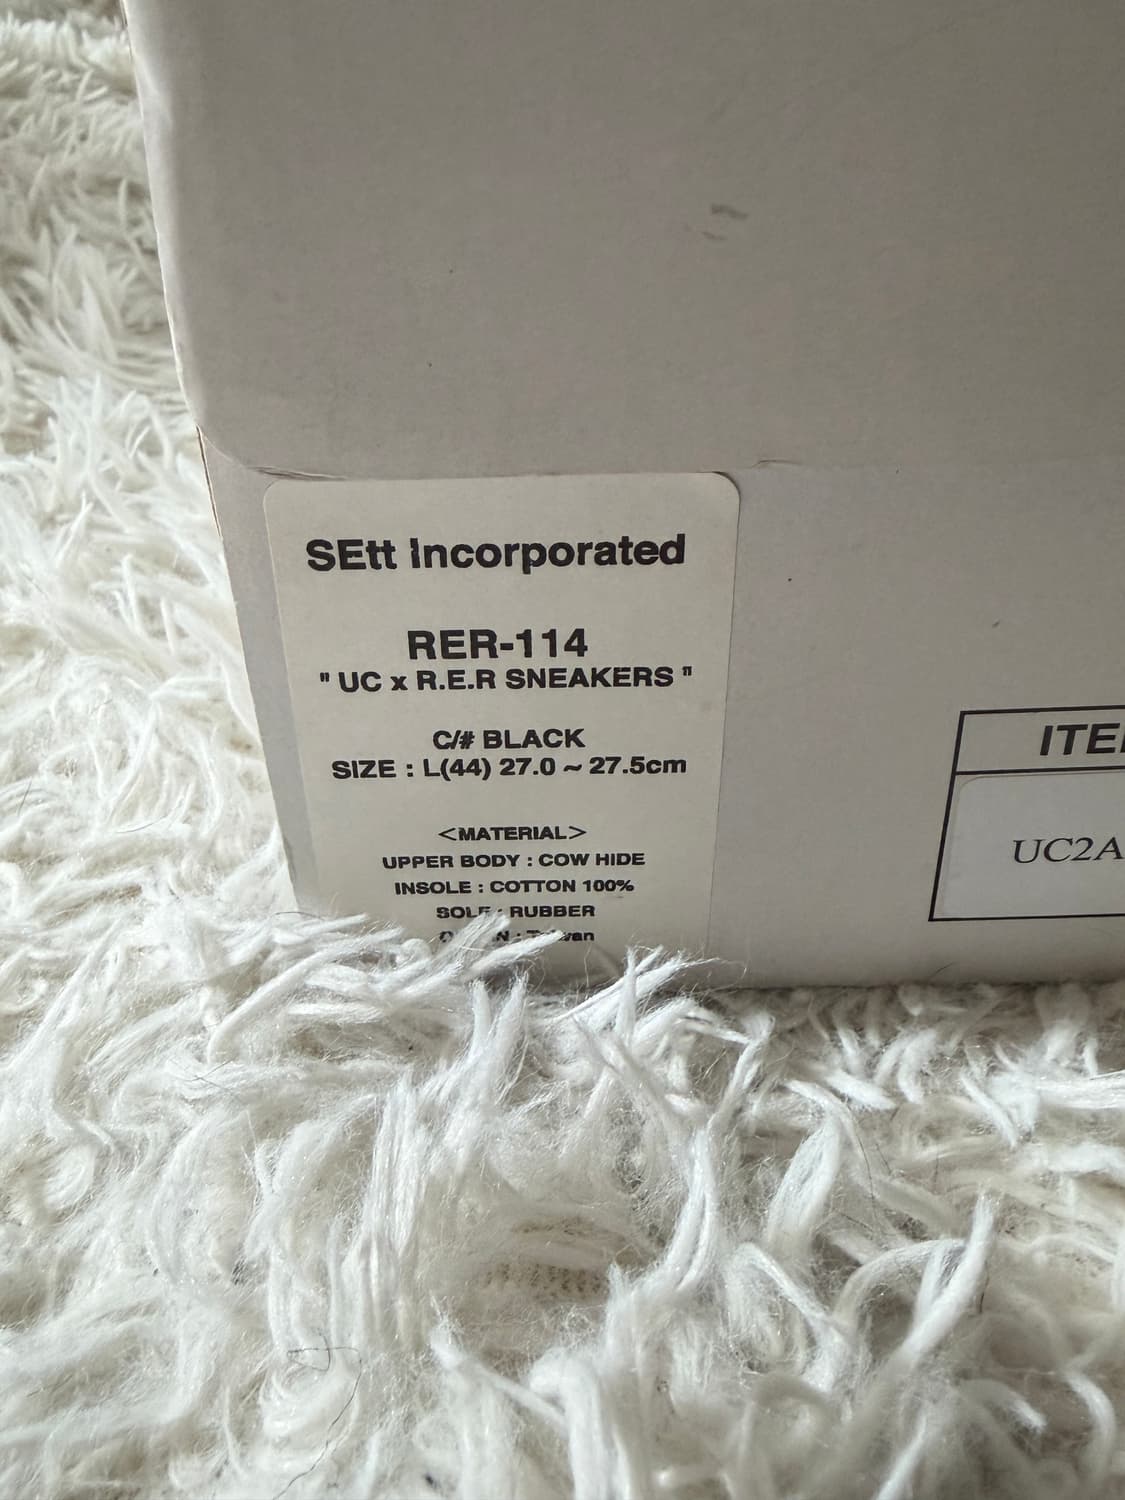 SEtt Incorporated
RER-114
" UC x R.E.R SNEAKERS "
C/# BLACK
SIZE : L(44) 27.0 ~ 27.5cm
<MATERIAL>
UPPER BODY : COW HIDE
INSOLE : COTTON 100%
SOLE : RUBBER
ITE
UC2A